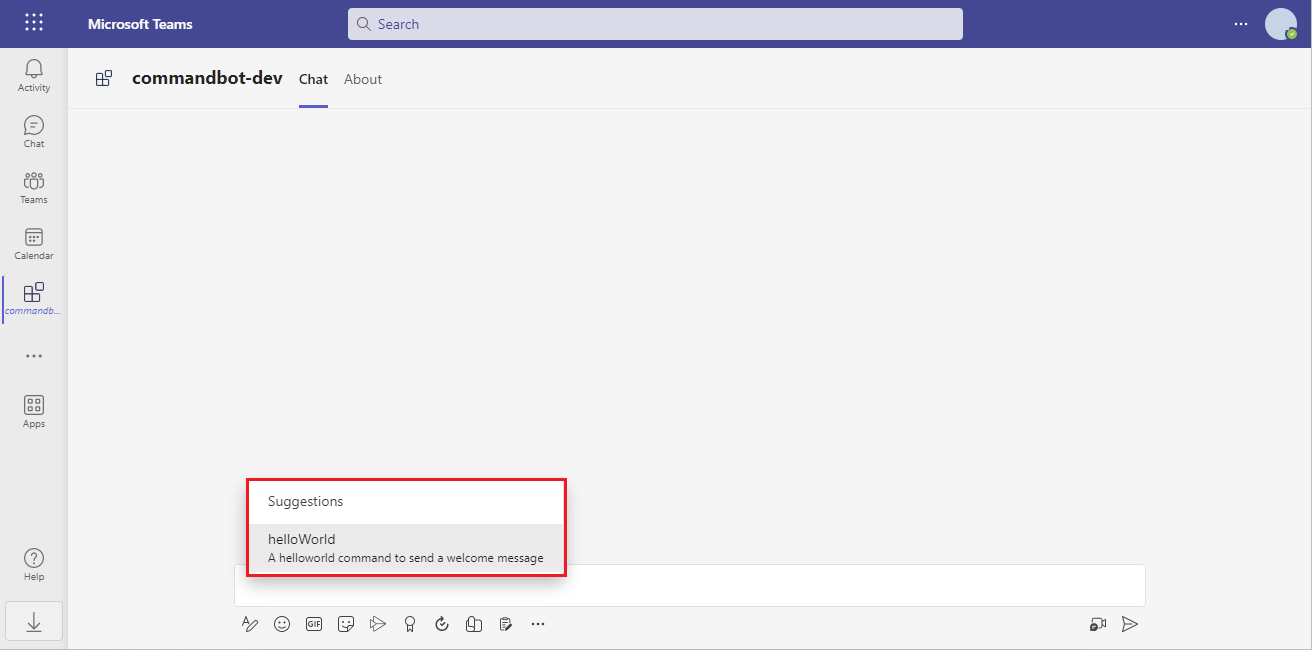 Microsoft Teams
Search
Activity
Chat
Teams
Calendar
commandb...
Apps
Help
commandbot-dev
Chat
About
Suggestions
helloWorld
A helloworld command to send a welcome message
GIF